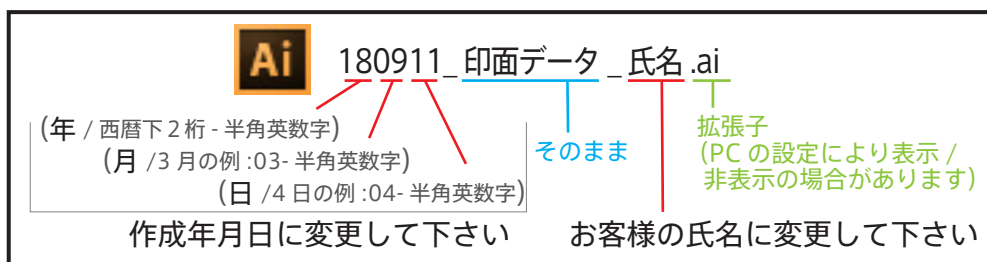 Ai 180911_印面データ_氏名.ai
(年 / 西暦下2桁 - 半角英数字)
(月 /3 月の例 :03- 半角英数字)
(日 /4 日の例 :04- 半角英数字)
そのまま
拡張子
(PC の設定により表示 /
非表示の場合があります)
作成年月日に変更して下さい
お客様の氏名に変更して下さい